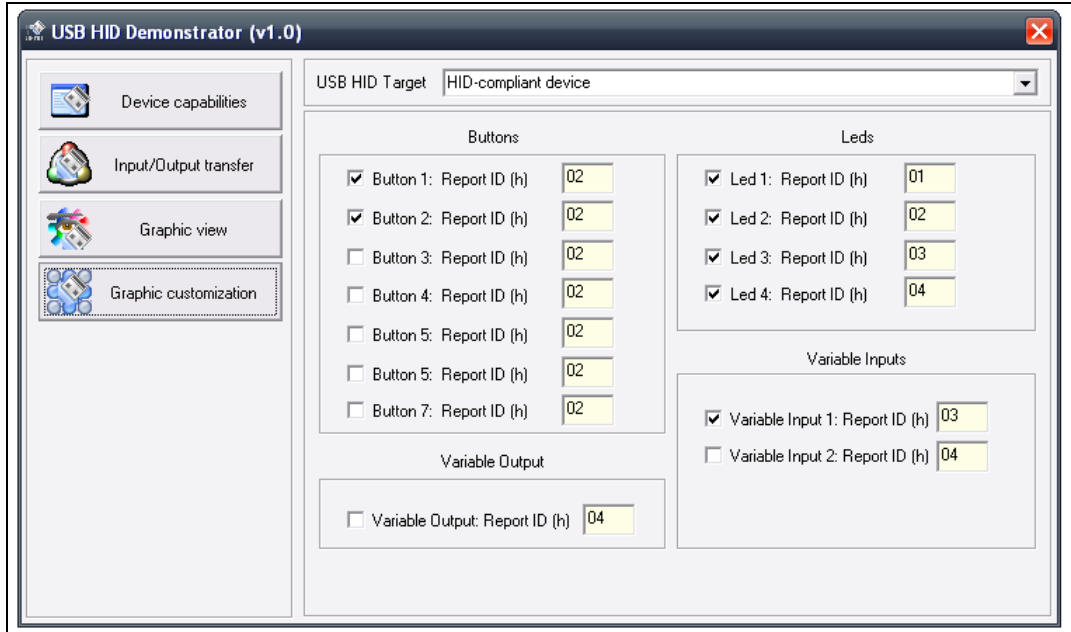 USB HID Demonstrator (v1.0)
Device capabilities
Input/Output transfer
Graphic view
Graphic customization
USB HID Target HID-compliant device
Buttons
Button 1: Report ID (h) 02
Button 2: Report ID (h) 02
Button 3: Report ID (h) 02
Button 4: Report ID (h) 02
Button 5: Report ID (h) 02
Button 5: Report ID (h) 02
Button 7: Report ID (h) 02
Variable Output
Variable Output: Report ID (h) 04
Leds
Led 1: Report ID (h) 01
Led 2: Report ID (h) 02
Led 3: Report ID (h) 03
Led 4: Report ID (h) 04
Variable Inputs
Variable Input 1: Report ID (h) 03
Variable Input 2: Report ID (h) 04